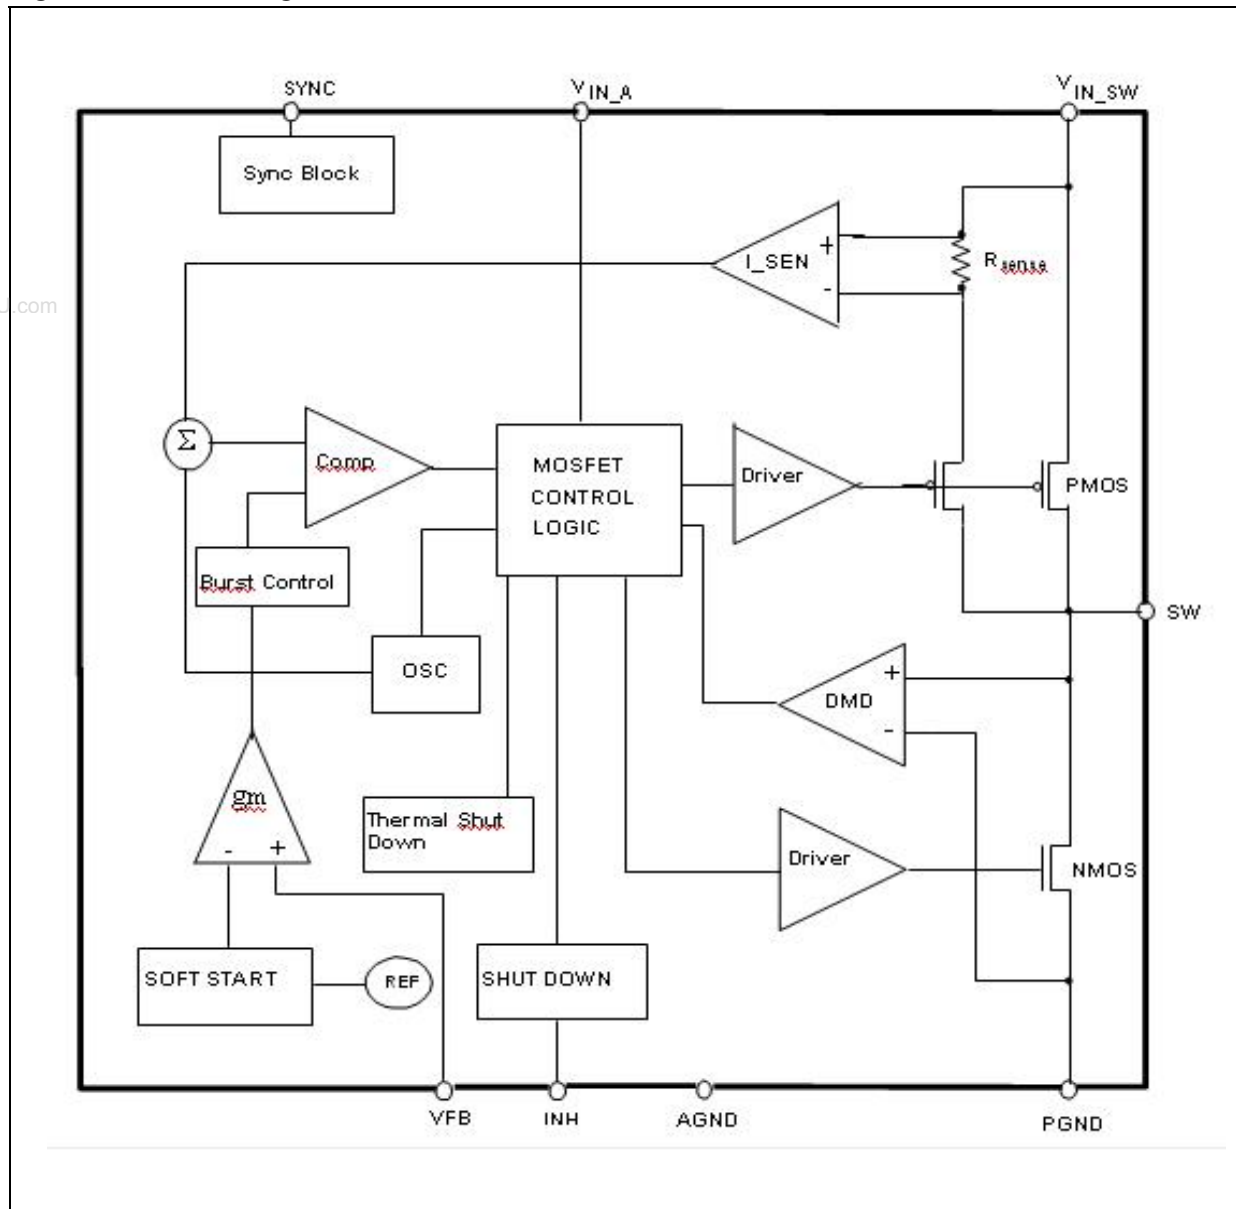 SYNC
VIN_A
VIN_SW
Sync Block
+
I_SEN
-
Rsense
J.com
Σ
Comp
MOSFET
CONTROL
LOGIC
Driver
PMOS
Burst Control
SW
OSC
+
DMD
-
gm
- +
Thermal Shut
Down
Driver
NMOS
SOFT START
REF
SHUT DOWN
VFB
INH
AGND
PGND